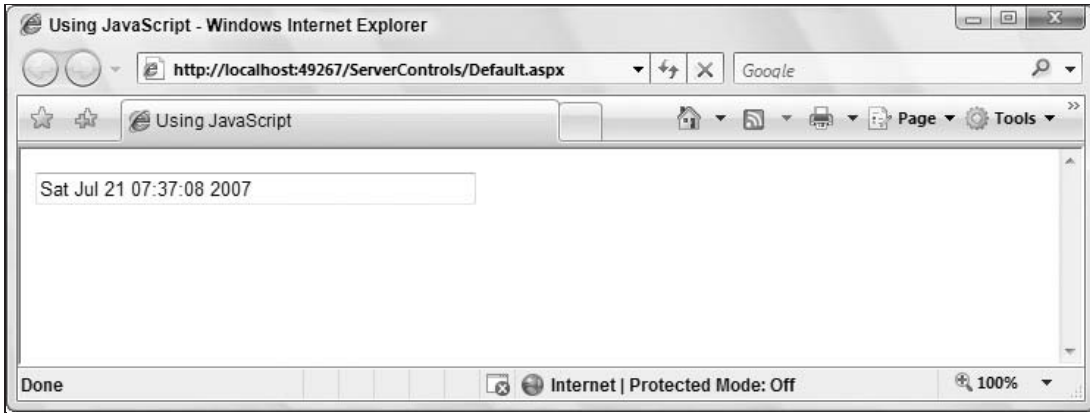 Using JavaScript - Windows Internet Explorer
http://localhost:49267/ServerControls/Default.aspx
Google
Using JavaScript
Page
Tools
Sat Jul 21 07:37:08 2007
Done
Internet | Protected Mode: Off
100%